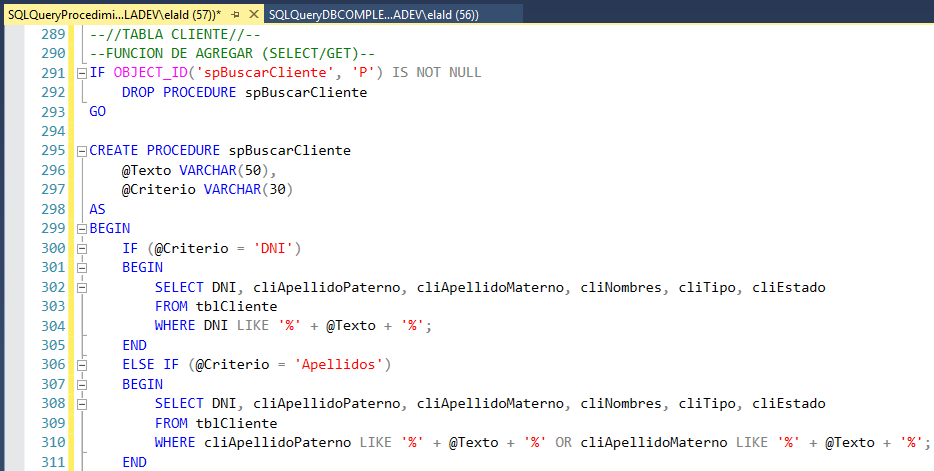 SQLQueryProcedimi...LADEV\elald (57))* SQLQueryDBCOMPLE...ADEV\elald (56))
289 --//TABLA CLIENTE//--
290 --FUNCION DE AGREGAR (SELECT/GET)--
291 IF OBJECT_ID('spBuscarCliente', 'P') IS NOT NULL
292 DROP PROCEDURE spBuscarCliente
293 GO
294
295 CREATE PROCEDURE spBuscarCliente
296 @Texto VARCHAR(50),
297 @Criterio VARCHAR(30)
298 AS
299 BEGIN
300 IF (@Criterio = 'DNI')
301 BEGIN
302 SELECT DNI, cliApellidoPaterno, cliApellidoMaterno, cliNombres, cliTipo, cliEstado
303 FROM tblCliente
304 WHERE DNI LIKE '%' + @Texto + '%';
305 END
306 ELSE IF (@Criterio = 'Apellidos')
307 BEGIN
308 SELECT DNI, cliApellidoPaterno, cliApellidoMaterno, cliNombres, cliTipo, cliEstado
309 FROM tblCliente
310 WHERE cliApellidoPaterno LIKE '%' + @Texto + '%' OR cliApellidoMaterno LIKE '%' + @Texto + '%';
311 END